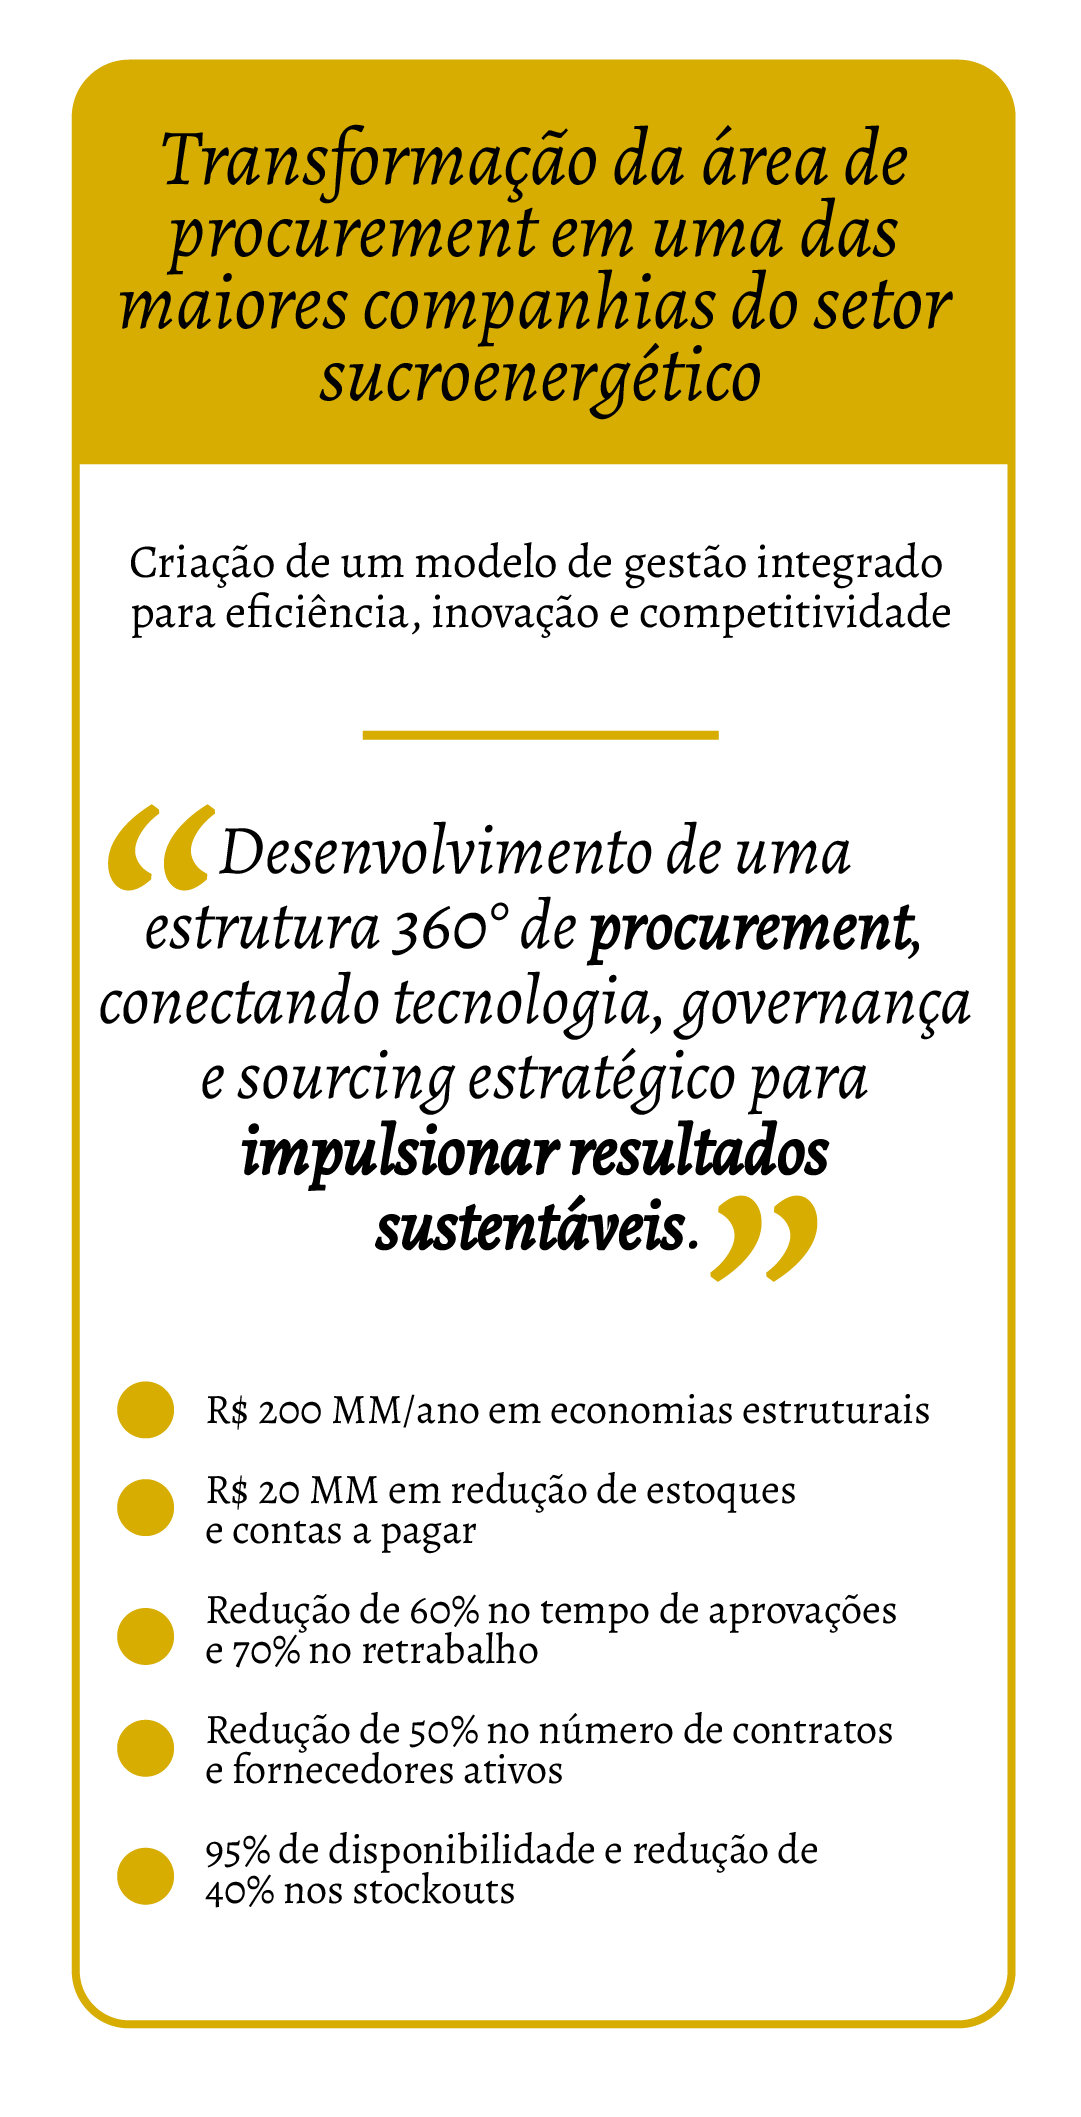 Transformação da área de
procurement em uma das
maiores companhias do setor
sucroenergético
Criação de um modelo de gestão integrado
para eficiência, inovação e competitividade
“Desenvolvimento de uma
estrutura 360° de procurement,
conectando tecnologia, governança
e sourcing estratégico para
impulsionar resultados
sustentáveis.”
R$ 200 MM/ano em economias estruturais
R$ 20 MM em redução de estoques
e contas a pagar
Redução de 60% no tempo de aprovações
e 70% no retrabalho
Redução de 50% no número de contratos
e fornecedores ativos
95% de disponibilidade e redução de
40% nos stockouts